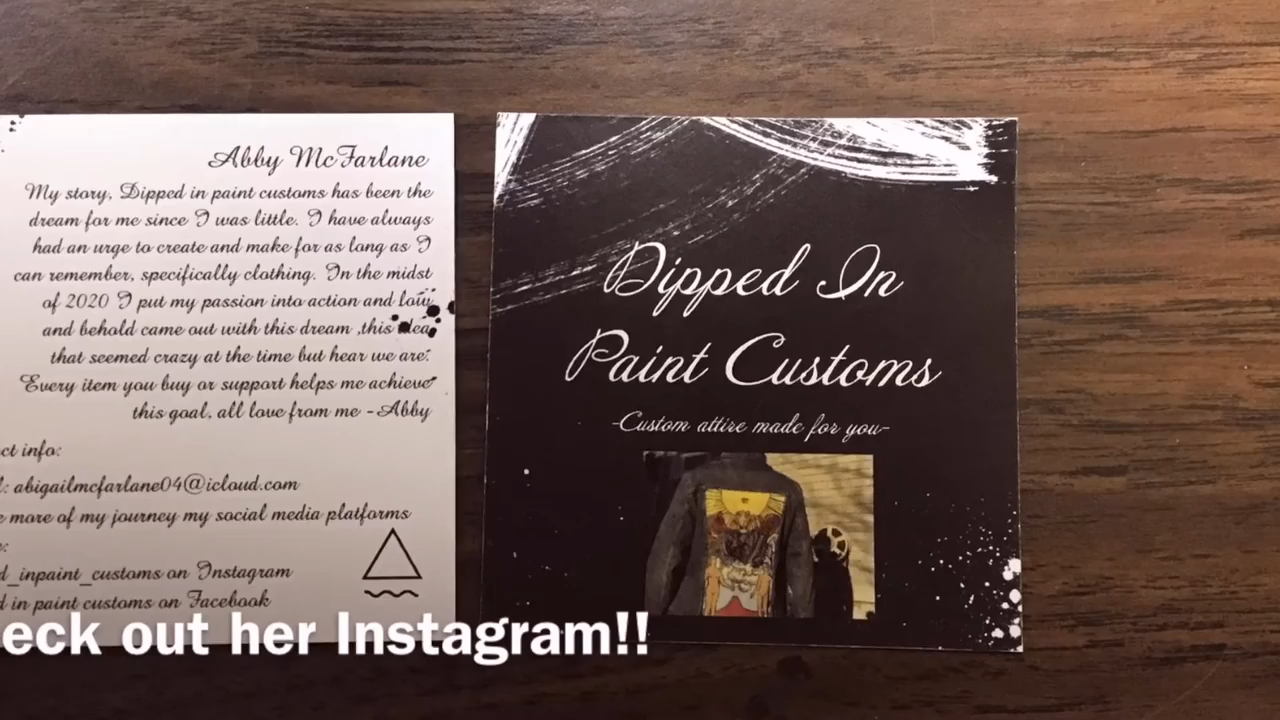 Abby McFarlane
My story, Dipped in paint customs has been the
dream for me since I was little. I have always
had an urge to create and make for as long as I
can remember, specifically clothing. In the midst
of 2020 I put my passion into action and low
and behold came out with this dream ,this idea
that seemed crazy at the time but hear we are.
Every item you buy or support helps me achieve
this goal, all love from me -Abby
ct info:
: abigailmcfarlane04@icloud.com
more of my journey my social media platforms
d_inpaint_customs on Instagram
d in paint customs on Facebook
Dipped In
Paint Customs
-Custom attire made for you-
eck out her Instagram!!